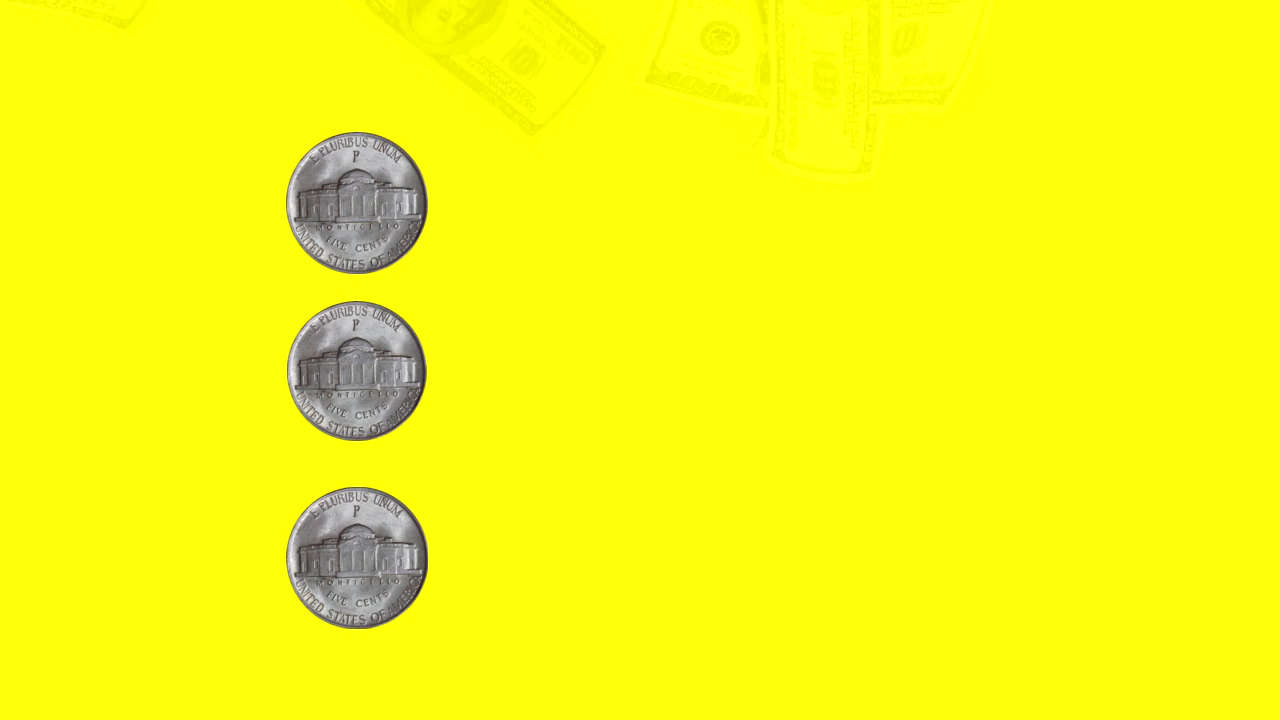 E PLURIBUS UNUM
P
MONTICELLO
FIVE CENTS
UNITED STATES OF AMERICA
E PLURIBUS UNUM
P
MONTICELLO
FIVE CENTS
UNITED STATES OF AMERICA
E PLURIBUS UNUM
P
MONTICELLO
FIVE CENTS
UNITED STATES OF AMERICA